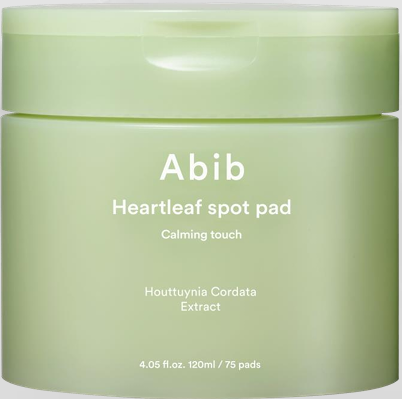 Abib
Heartleaf spot pad
Calming touch
Houttuynia Cordata
Extract
4.05 fl.oz. 120ml / 75 pads